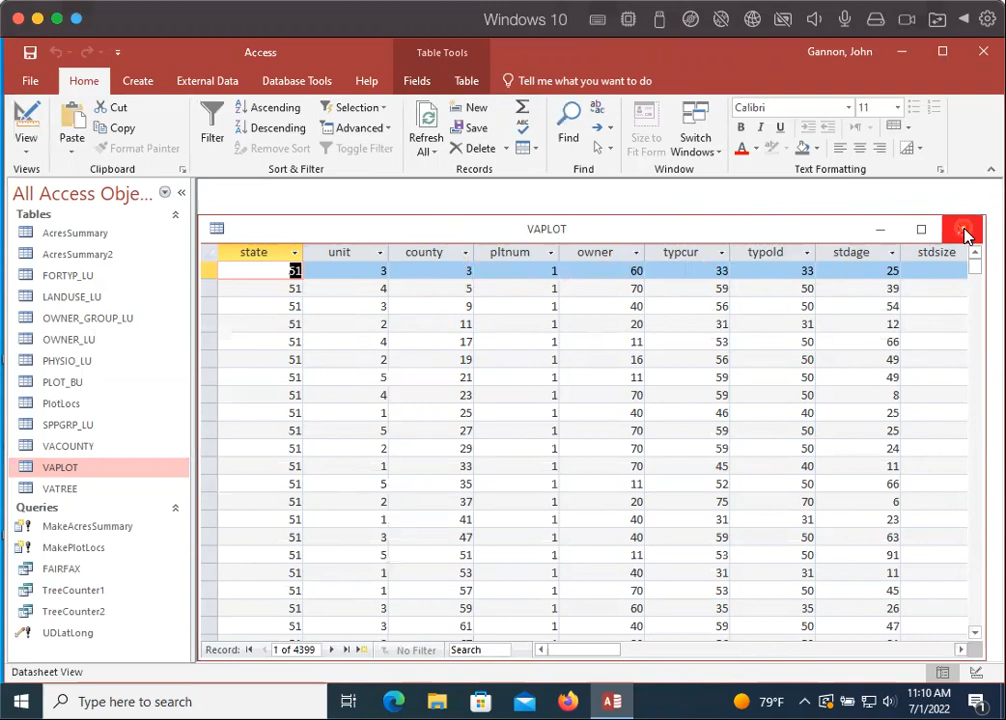 Windows 10
Access
Table Tools
Gannon, John
File Home Create External Data Database Tools Help Fields Table Tell me what you want to do
View
Views
Paste
Cut
Copy
Format Painter
Clipboard
Filter
Ascending
Descending
Remove Sort
Selection
Advanced
Toggle Filter
Sort & Filter
Refresh
All
New
Save
Delete
Records
Find
Find
Size to
Fit Form
Switch
Windows
Window
Calibri 11
B I U
A
Text Formatting
All Access Obje...
Tables
AcresSummary
AcresSummary2
FORTYP_LU
LANDUSE_LU
OWNER_GROUP_LU
OWNER_LU
PHYSIO_LU
PLOT_BU
PlotLocs
SPPGRP_LU
VACOUNTY
VAPLOT
VATREE
Queries
MakeAcresSummary
MakePlotLocs
FAIRFAX
TreeCounter1
TreeCounter2
UDLatLong
VAPLOT
state unit county pltnum owner typcur typold stdage stdsize
51 3 3 1 60 33 33 25
51 4 5 1 70 59 50 39
51 3 9 1 40 56 50 54
51 2 11 1 20 31 31 12
51 4 17 1 11 53 50 66
51 2 19 1 16 56 50 49
51 5 21 1 11 59 50 49
51 4 23 1 70 59 50 8
51 1 25 1 40 46 40 25
51 5 27 1 70 59 50 25
51 2 29 1 70 59 50 24
51 1 33 1 70 45 40 11
51 5 35 1 11 52 50 66
51 2 37 1 20 75 70 6
51 1 41 1 40 31 31 23
51 3 47 1 40 59 50 63
51 5 51 1 11 53 50 91
51 1 53 1 40 31 31 11
51 1 57 1 70 53 50 45
51 3 59 1 60 35 35 26
51 3 61 1 40 59 50 47
Record: 1 of 4399 No Filter Search
Datasheet View
Type here to search
79°F
11:10 AM
7/1/2022